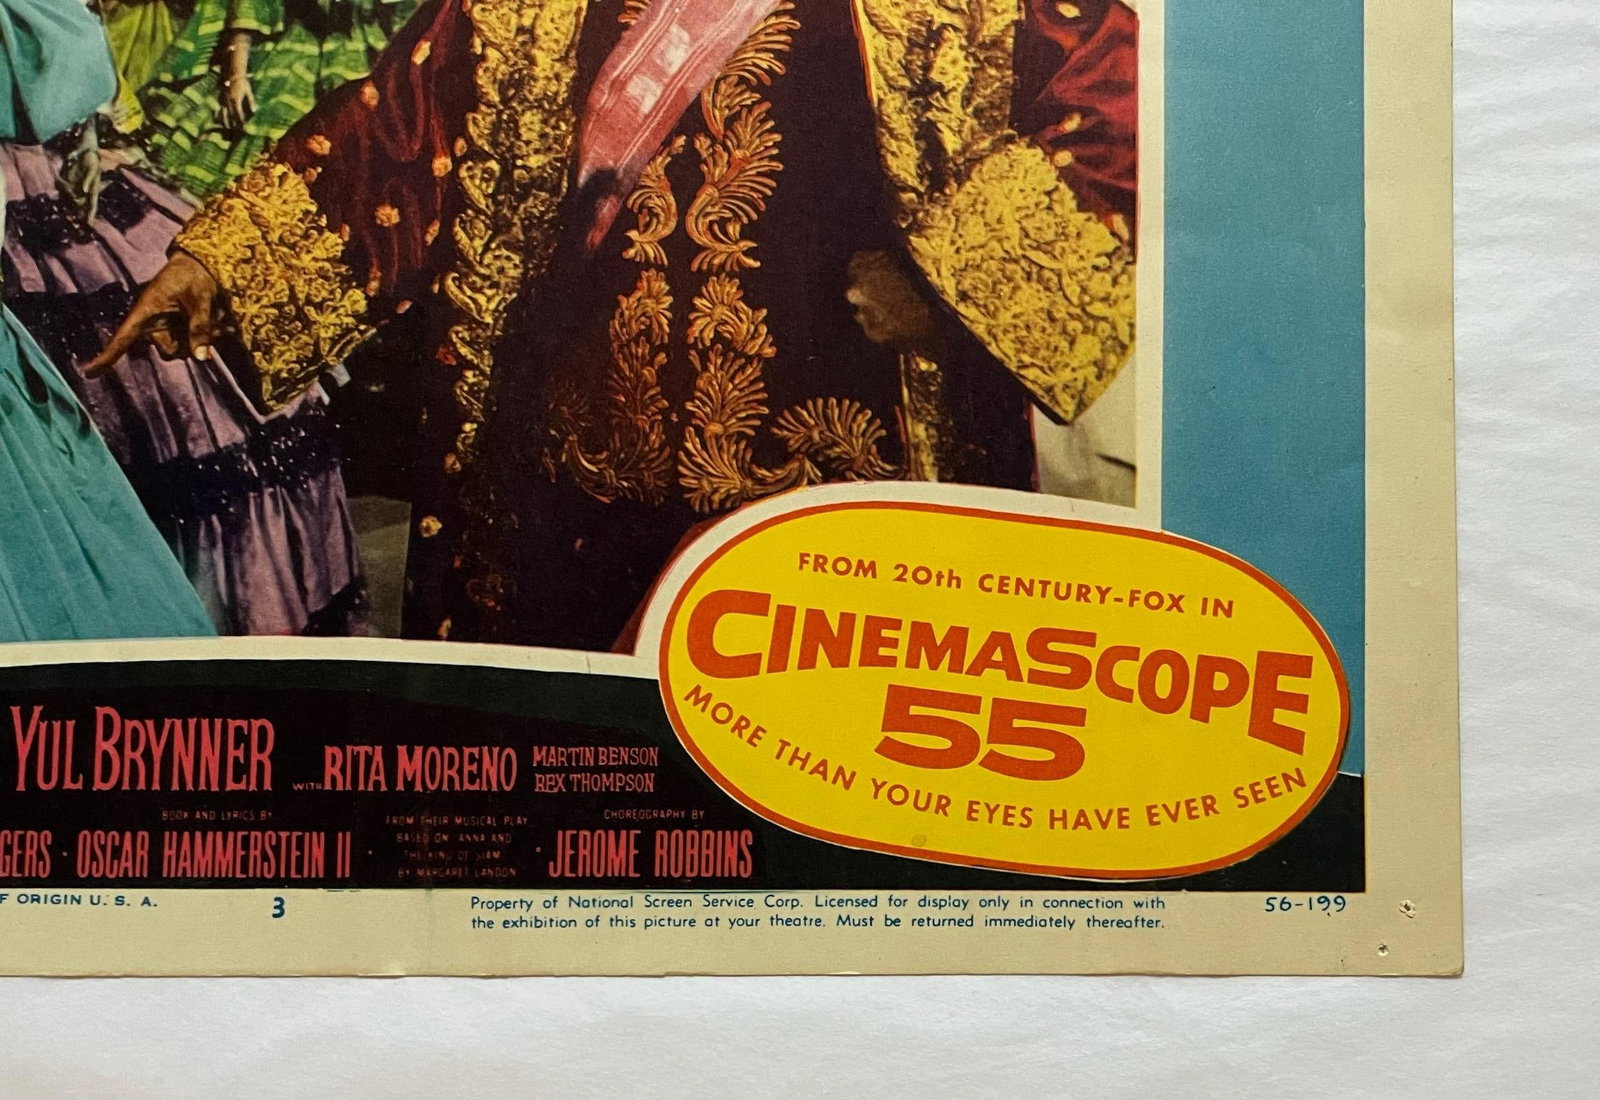 FROM 20th CENTURY-FOX IN
CINEMASCOPE
55
MORE THAN YOUR EYES HAVE EVER SEEN
YUL BRYNNER WITH RITA MORENO MARTIN BENSON
REX THOMPSON
BOOK AND LYRICS BY
GERS · OSCAR HAMMERSTEIN II ·
FROM THEIR MUSICAL PLAY
BASED ON ANNA AND
THE KING OF SIAM
BY MARGARET LANDON
CHOREOGRAPHY BY
· JEROME ROBBINS
F ORIGIN U. S. A.
3
Property of National Screen Service Corp. Licensed for display only in connection with
the exhibition of this picture at your theatre. Must be returned immediately thereafter.
56-199